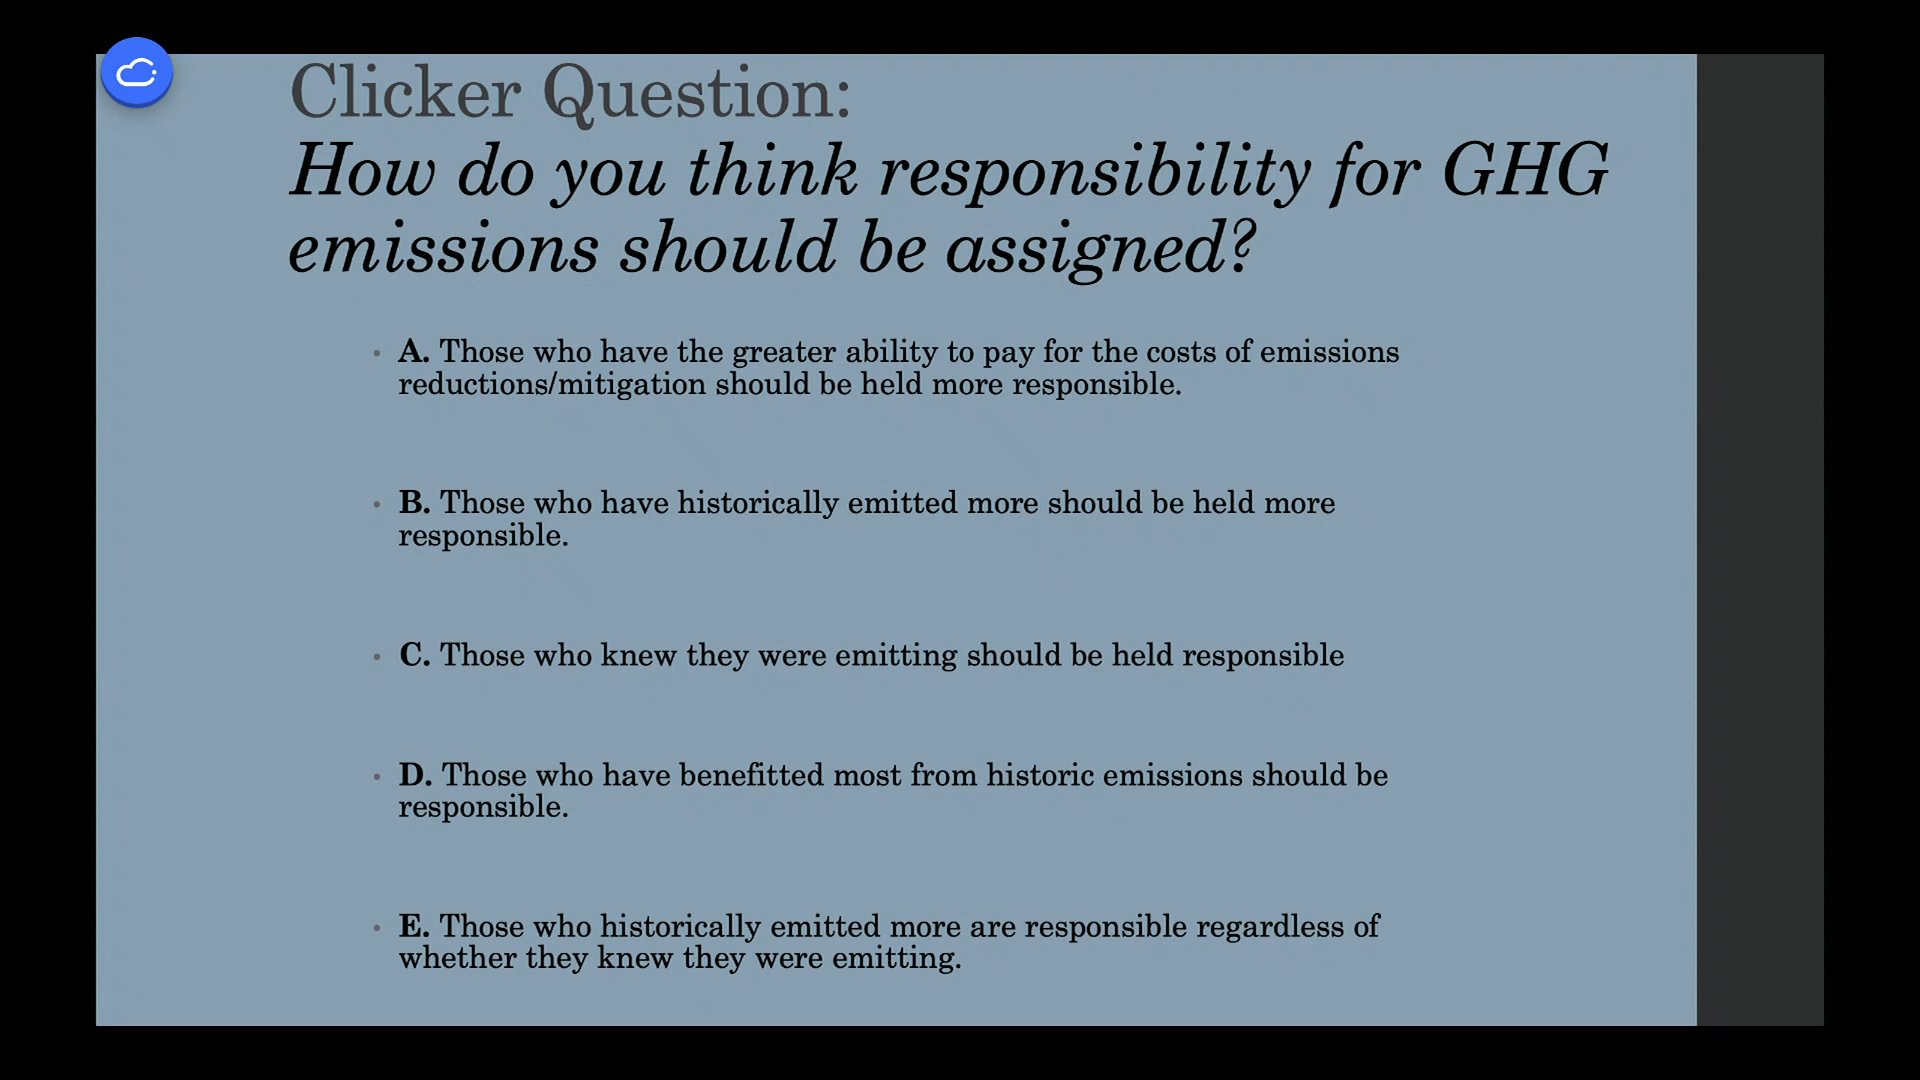 Clicker Question:
How do you think responsibility for GHG
emissions should be assigned?
• A. Those who have the greater ability to pay for the costs of emissions
reductions/mitigation should be held more responsible.
• B. Those who have historically emitted more should be held more
responsible.
• C. Those who knew they were emitting should be held responsible
• D. Those who have benefitted most from historic emissions should be
responsible.
• E. Those who historically emitted more are responsible regardless of
whether they knew they were emitting.